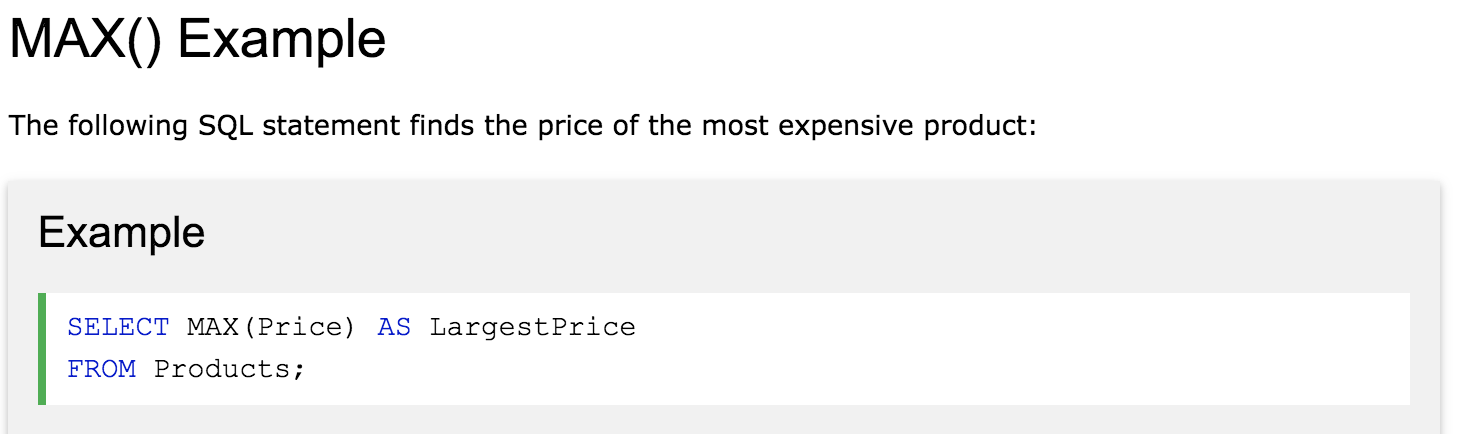 MAX() Example
The following SQL statement finds the price of the most expensive product:
Example
SELECT MAX(Price) AS LargestPrice
FROM Products;